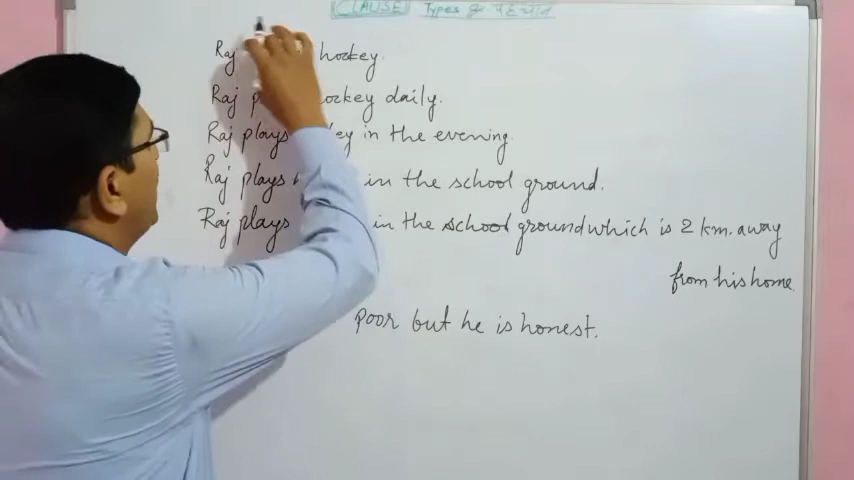 CLAUSE Types की पहचान
Raj hockey.
Raj hockey daily.
Raj plays in the evening.
Raj plays in the school ground.
Raj plays in the school ground which is 2 km. away
from his home.
poor but he is honest.